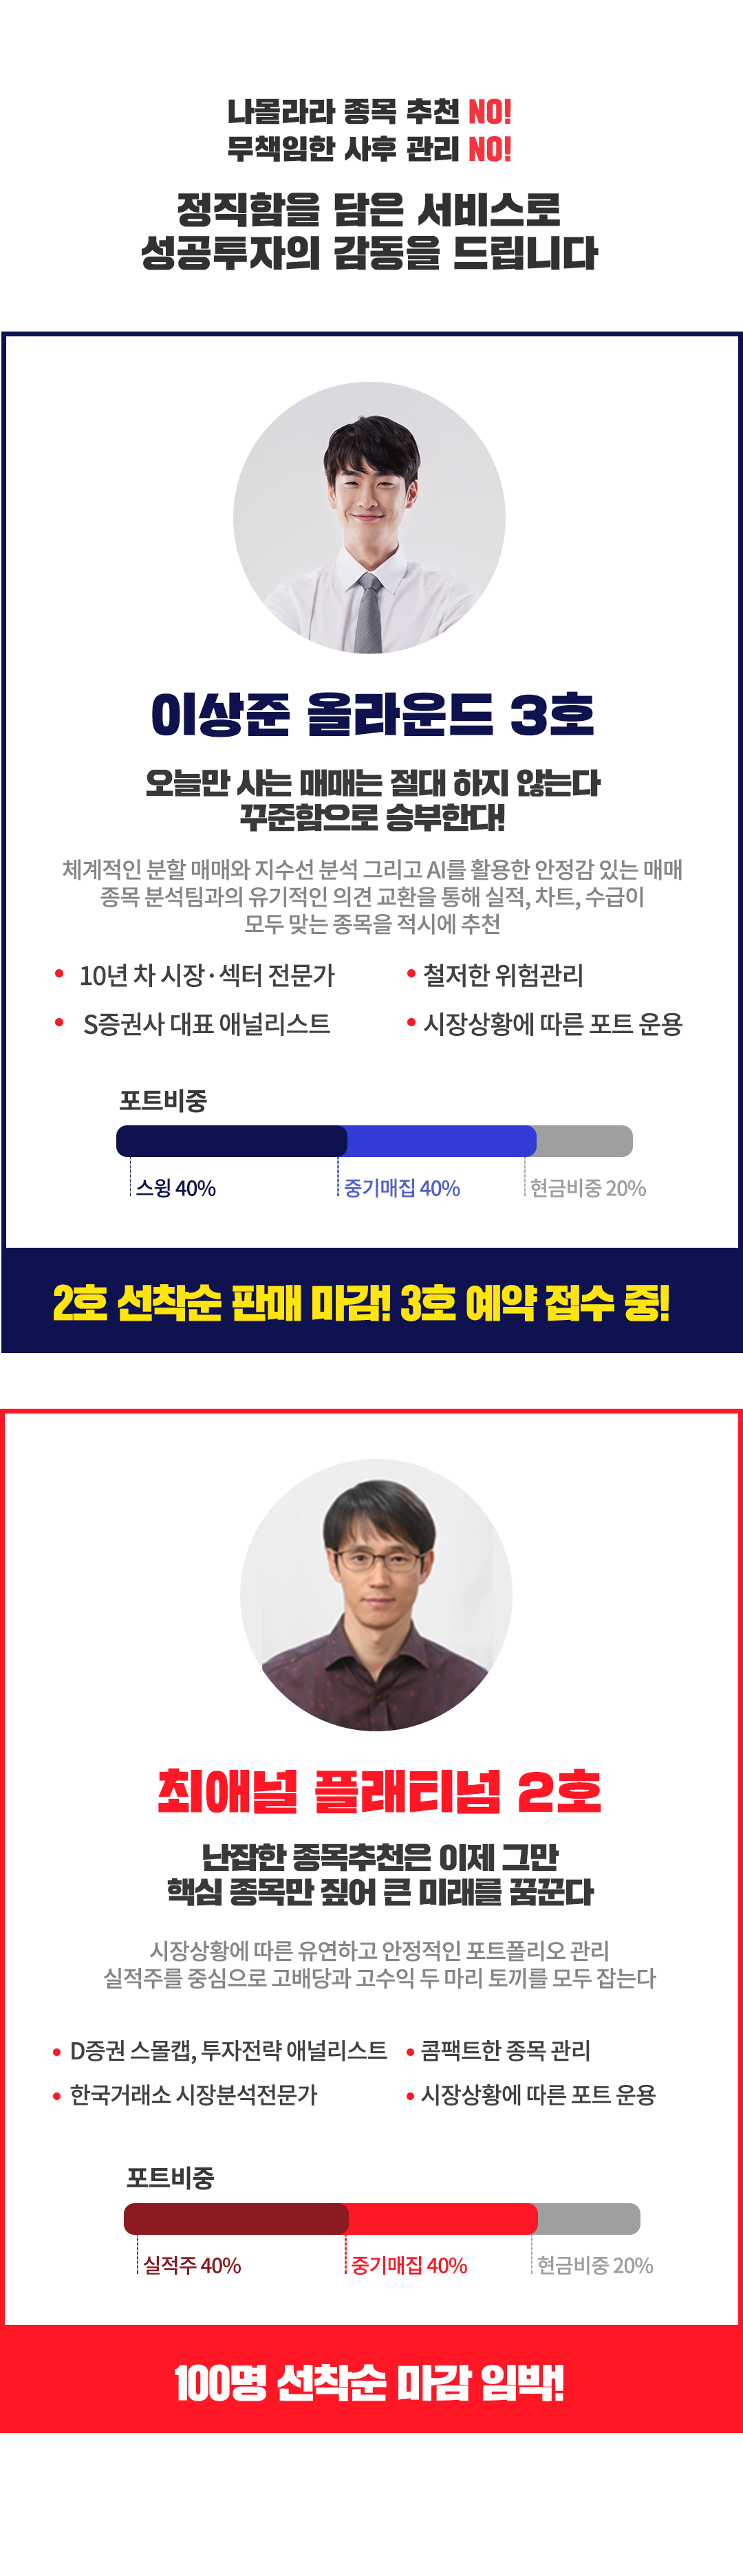 나몰라라 종목 추천 NO!
무책임한 사후 관리 NO!
정직함을 담은 서비스로
성공투자의 감동을 드립니다
이상준 올라운드 3호
오늘만 사는 매매는 절대 하지 않는다
꾸준함으로 승부한다!
체계적인 분할 매매와 지수선 분석 그리고 AI를 활용한 안정감 있는 매매
종목 분석팀과의 유기적인 의견 교환을 통해 실적, 차트, 수급이
모두 맞는 종목을 적시에 추천
• 10년 차 시장·섹터 전문가
• 철저한 위험관리
• S증권사 대표 애널리스트
• 시장상황에 따른 포트 운용
포트비중
스윙 40%
중기매집 40%
현금비중 20%
2호 선착순 판매 마감! 3호 예약 접수 중!
최애널 플래티넘 2호
난잡한 종목추천은 이제 그만
핵심 종목만 짚어 큰 미래를 꿈꾼다
시장상황에 따른 유연하고 안정적인 포트폴리오 관리
실적주를 중심으로 고배당과 고수익 두 마리 토끼를 모두 잡는다
• D증권 스몰캡, 투자전략 애널리스트
• 콤팩트한 종목 관리
• 한국거래소 시장분석전문가
• 시장상황에 따른 포트 운용
포트비중
실적주 40%
중기매집 40%
현금비중 20%
100명 선착순 마감 임박!